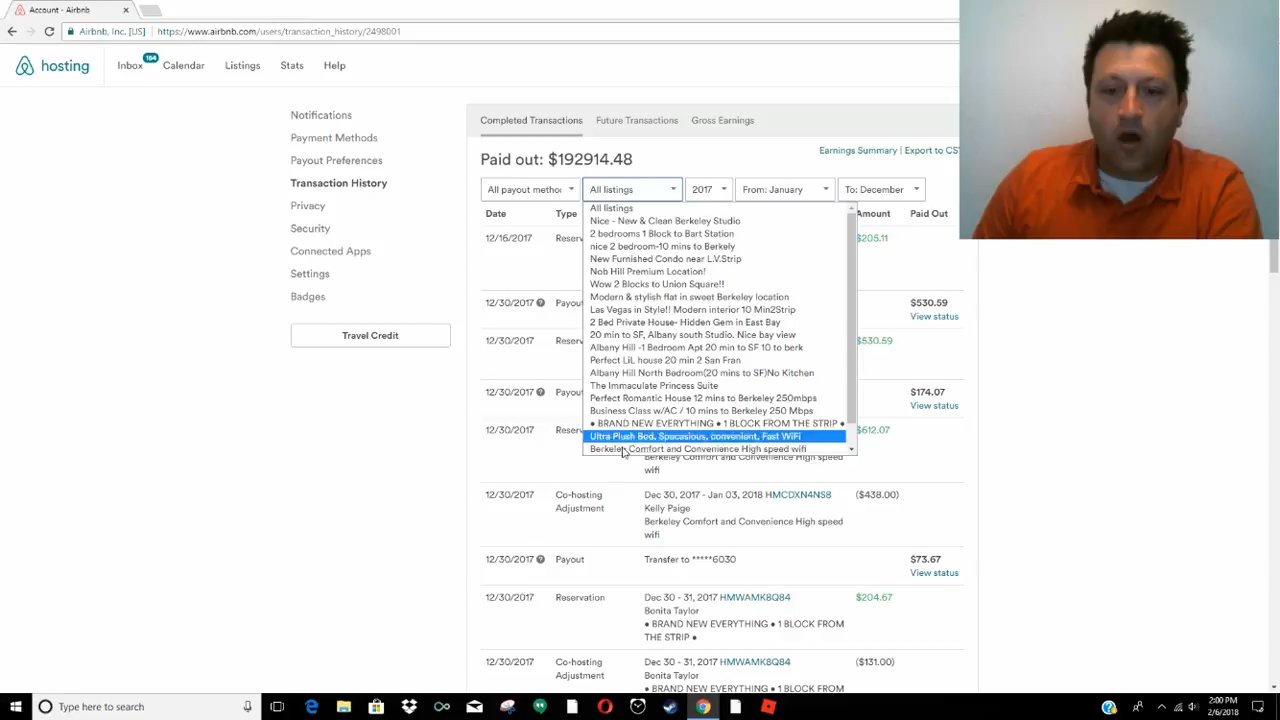 Account - Airbnb
Airbnb, Inc. [US] https://www.airbnb.com/users/transaction_history/2498001
hosting
Inbox 184 Calendar Listings Stats Help
Notifications
Payment Methods
Payout Preferences
Transaction History
Privacy
Security
Connected Apps
Settings
Badges
Travel Credit
Completed Transactions Future Transactions Gross Earnings
Paid out: $192914.48
Earnings Summary | Export to CS
All payout method All listings 2017 From: January To: December
Date Type Amount Paid Out
All listings
Nice - New & Clean Berkeley Studio
2 bedrooms 1 Block to Bart Station
nice 2 bedroom-10 mins to Berkely
New Furnished Condo near L.V.Strip
Nob Hill Premium Location!
Wow 2 Blocks to Union Square!!
Modern & stylish flat in sweet Berkeley location
Las Vegas in Style!! Modern interior 10 Min2Strip
2 Bed Private House- Hidden Gem in East Bay
20 min to SF, Albany south Studio. Nice bay view
Albany Hill -1 Bedroom Apt 20 min to SF 10 to berk
Perfect LiL house 20 min 2 San Fran
Albany Hill North Bedroom(20 mins to SF)No Kitchen
The Immaculate Princess Suite
Perfect Romantic House 12 mins to Berkeley 250mbps
Business Class w/AC / 10 mins to Berkeley 250 Mbps
• BRAND NEW EVERYTHING • 1 BLOCK FROM THE STRIP •
Ultra Plush Bed, Spacasious, convenient, Fast WiFi
Berkeley Comfort and Convenience High speed wifi
12/16/2017 Reser $205.11
12/30/2017 Payou $530.59
View status
12/30/2017 Reser $530.59
12/30/2017 Payou $174.07
View status
12/30/2017 Reser $612.07
Berkeley Comfort and Convenience High speed
wifi
12/30/2017 Co-hosting Adjustment Dec 30, 2017 - Jan 03, 2018 HMCDXN4NS8 ($438.00)
Kelly Paige
Berkeley Comfort and Convenience High speed
wifi
12/30/2017 Payout Transfer to *****6030 $73.67
View status
12/30/2017 Reservation Dec 30 - 31, 2017 HMWAMK8Q84 $204.67
Bonita Taylor
• BRAND NEW EVERYTHING • 1 BLOCK FROM
THE STRIP •
12/30/2017 Co-hosting Adjustment Dec 30 - 31, 2017 HMWAMK8Q84 ($131.00)
Bonita Taylor
• BRAND NEW EVERYTHING • 1 BLOCK FROM
Type here to search
2:00 PM
2/6/2018